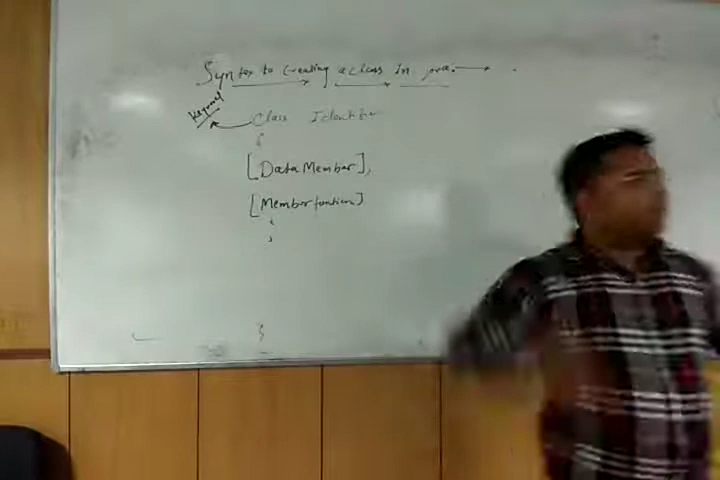 Syntax to Creating a class in java
Keyword
Class Identifier
{
[Data Member],
[Member function]
{
}
}